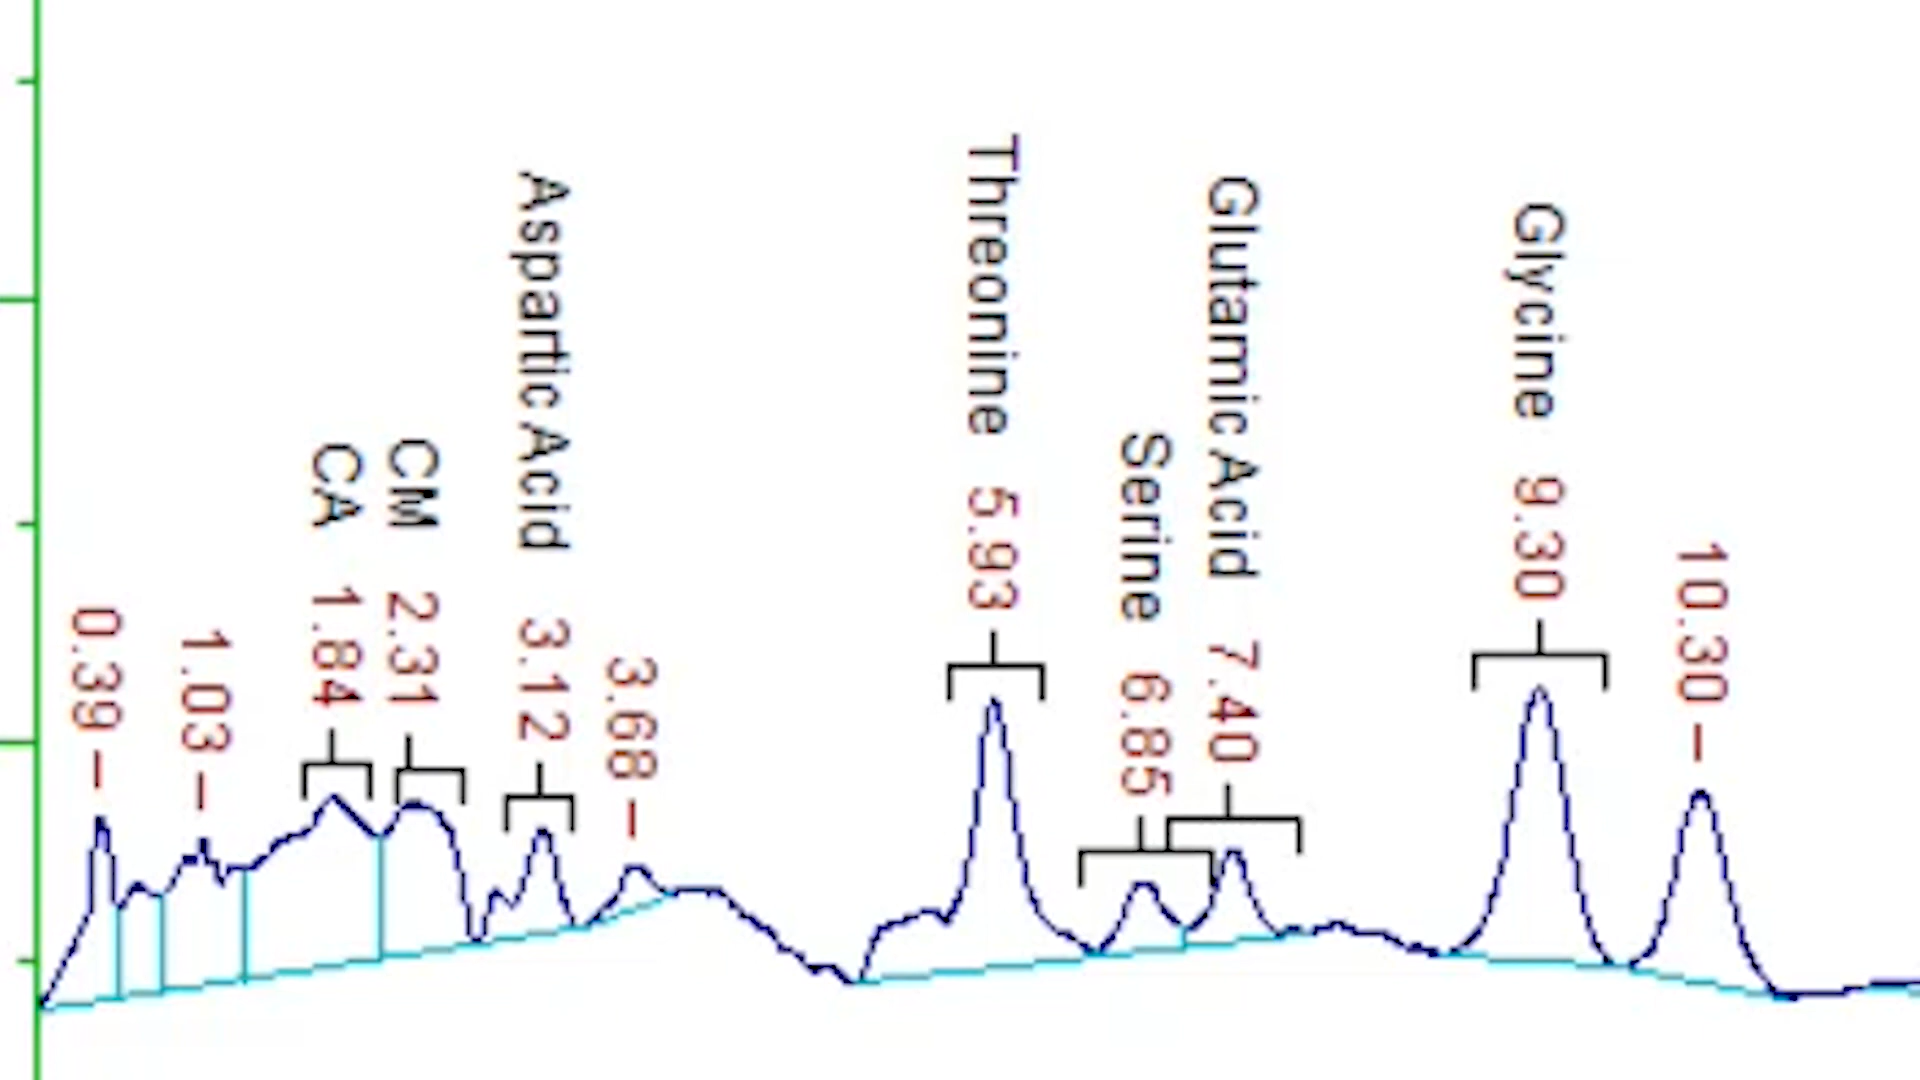 0.39
1.03
CA 1.84
CM 2.31
Aspartic Acid 3.12
3.68
Threonine 5.93
Serine 6.85
Glutamic Acid 7.40
Glycine 9.30
10.30